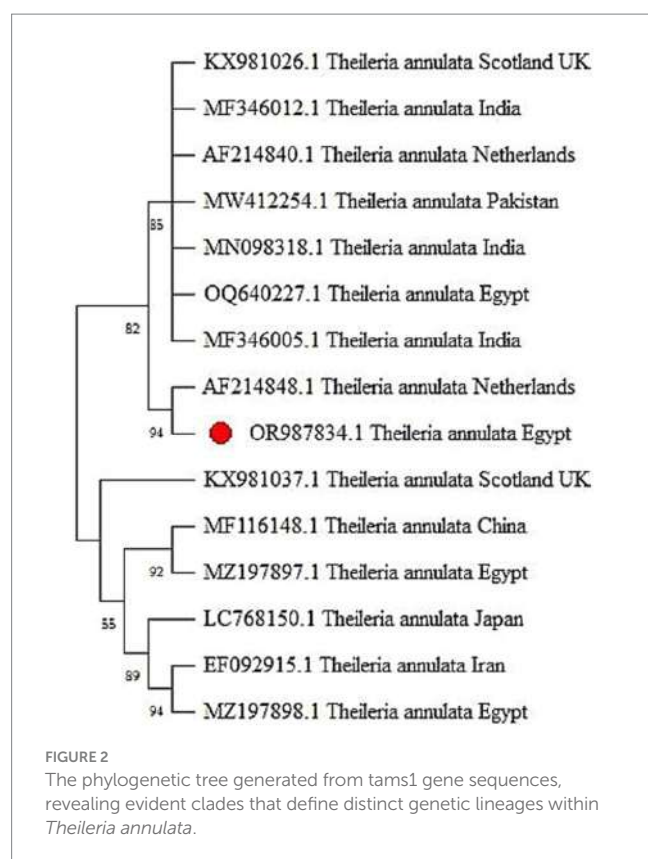 KX981026.1 Theileria annulata Scotland UK
MF346012.1 Theileria annulata India
AF214840.1 Theileria annulata Netherlands
MW412254.1 Theileria annulata Pakistan
85
MN098318.1 Theileria annulata India
OQ640227.1 Theileria annulata Egypt
82
MF346005.1 Theileria annulata India
AF214848.1 Theileria annulata Netherlands
94
OR987834.1 Theileria annulata Egypt
KX981037.1 Theileria annulata Scotland UK
MF116148.1 Theileria annulata China
92
MZ197897.1 Theileria annulata Egypt
55
LC768150.1 Theileria annulata Japan
89
EF092915.1 Theileria annulata Iran
94
MZ197898.1 Theileria annulata Egypt
FIGURE 2
The phylogenetic tree generated from tams1 gene sequences,
revealing evident clades that define distinct genetic lineages within
Theileria annulata.